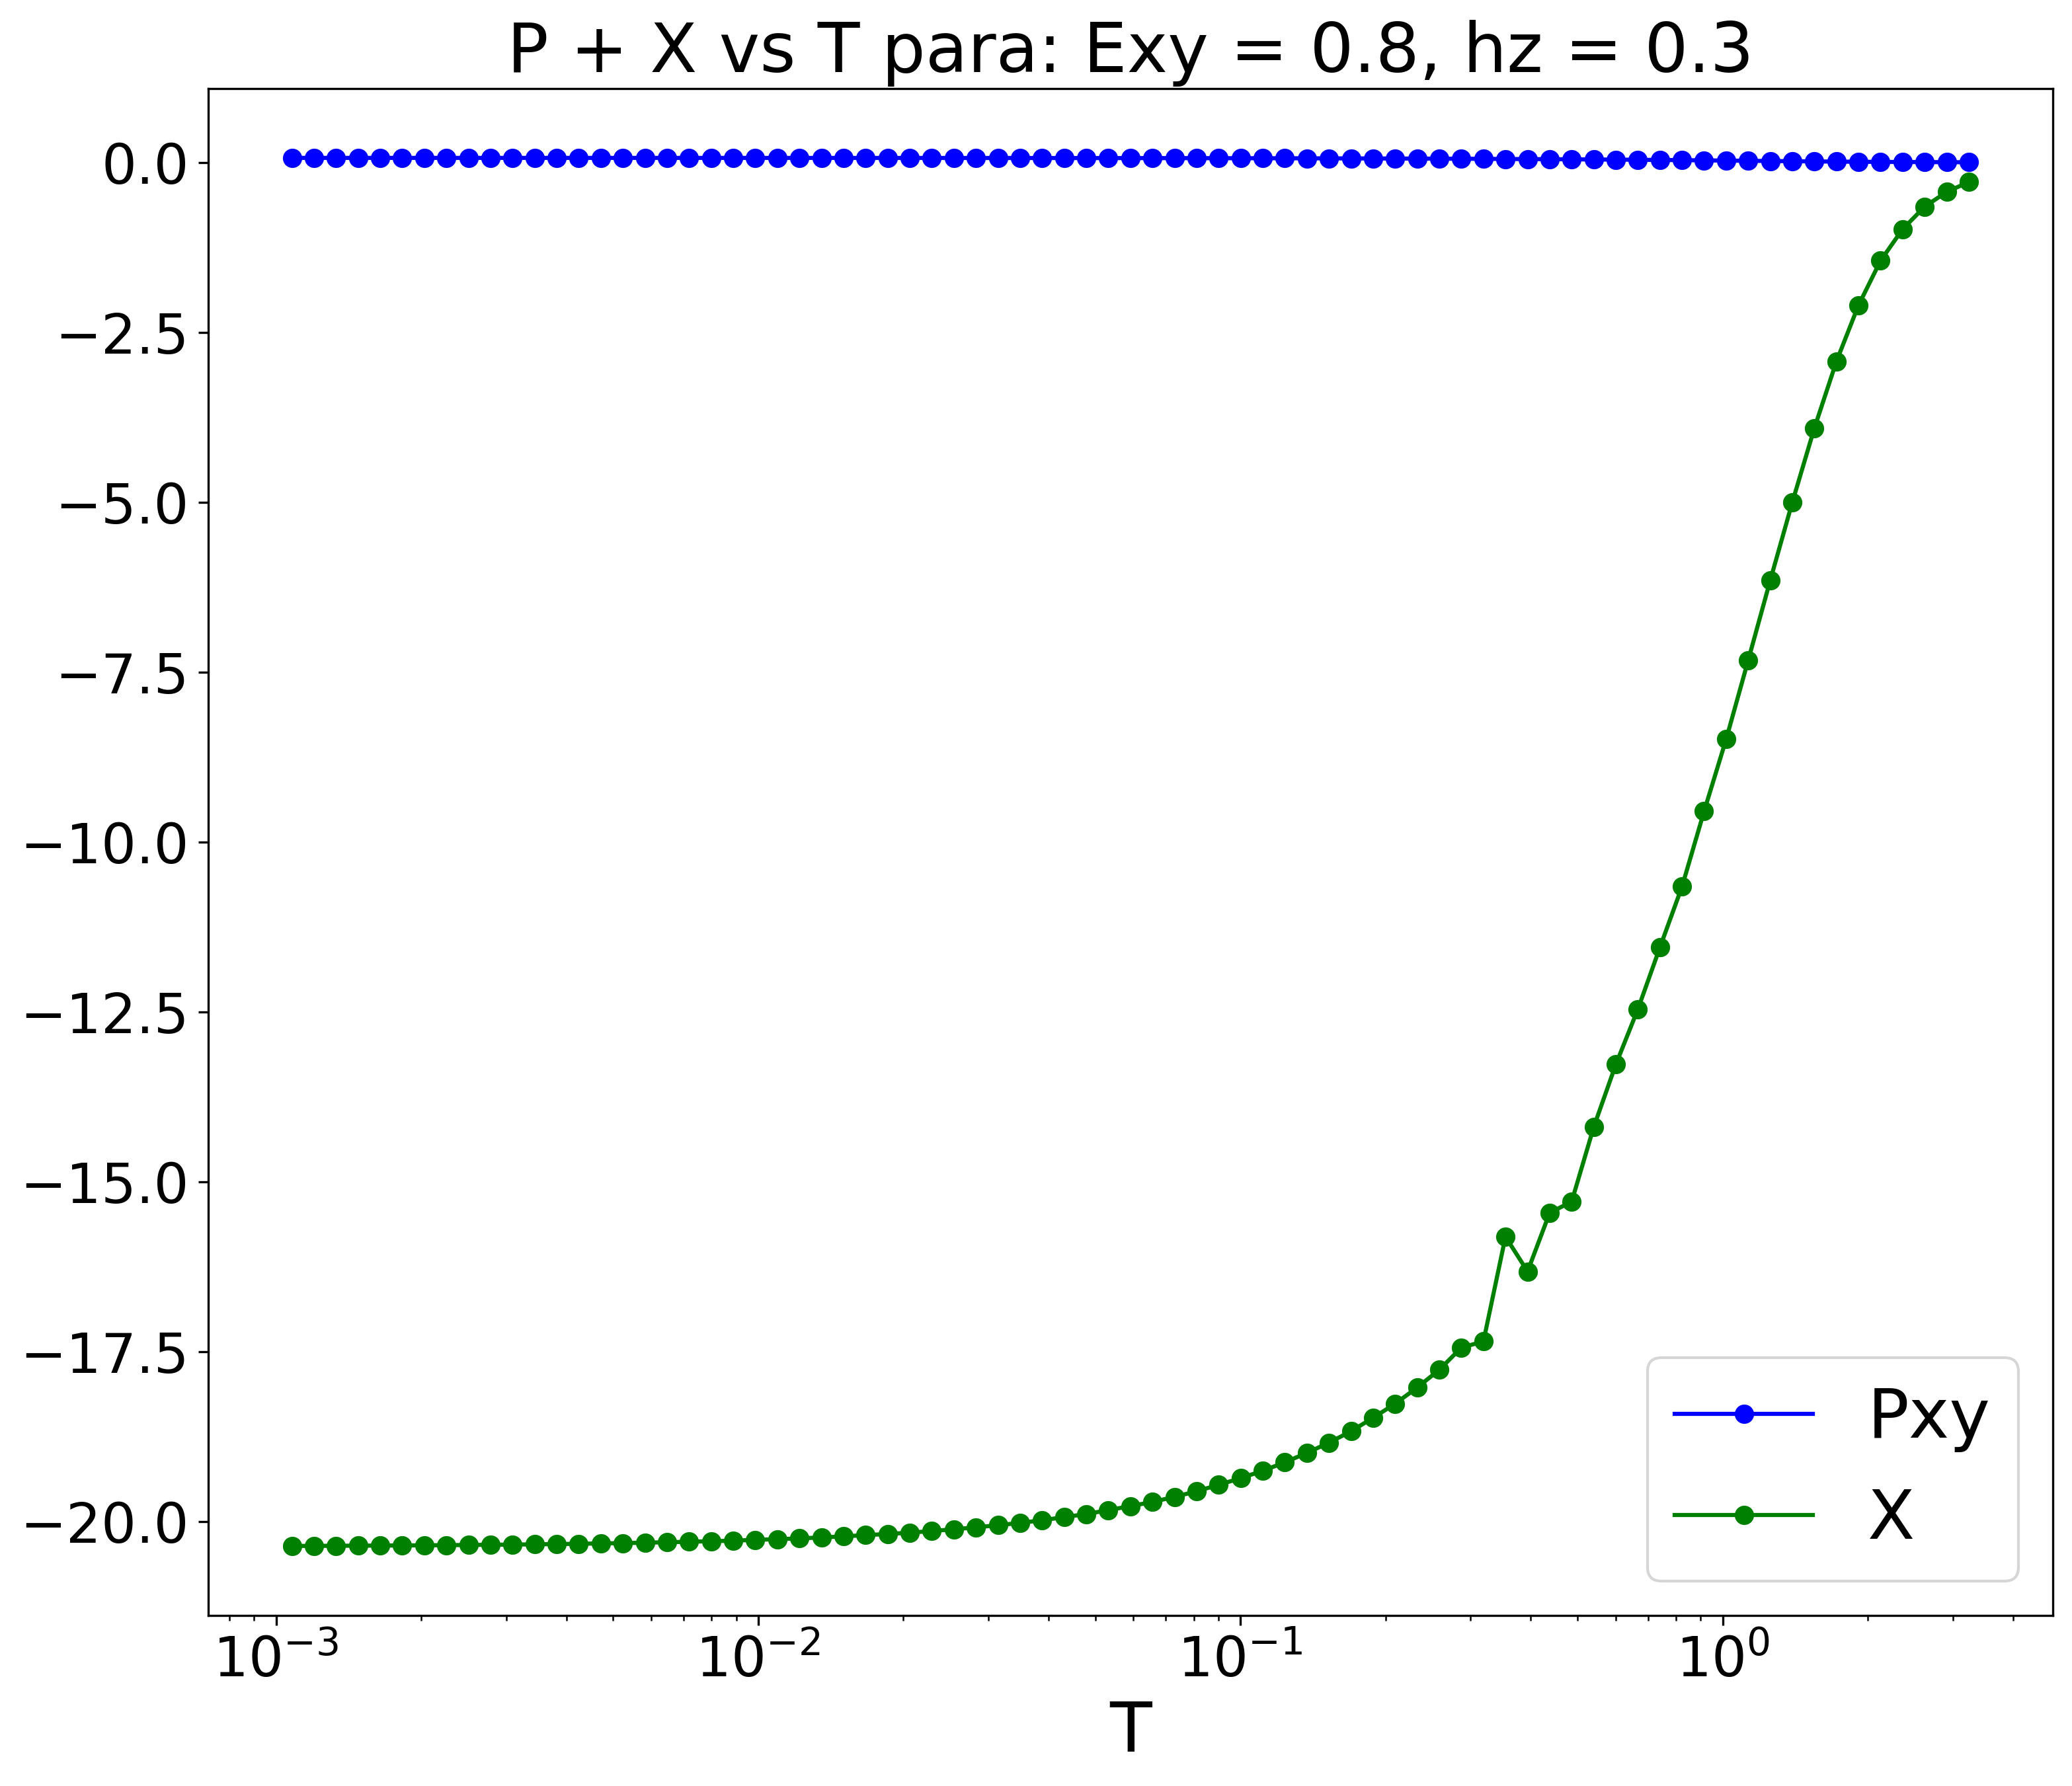 P + X vs T para: Exy = 0.8, hz = 0.3
0.0
−2.5
−5.0
−7.5
−10.0
−12.5
−15.0
−17.5
−20.0
Pxy
X
10⁻³ 10⁻² 10⁻¹ 10⁰
T